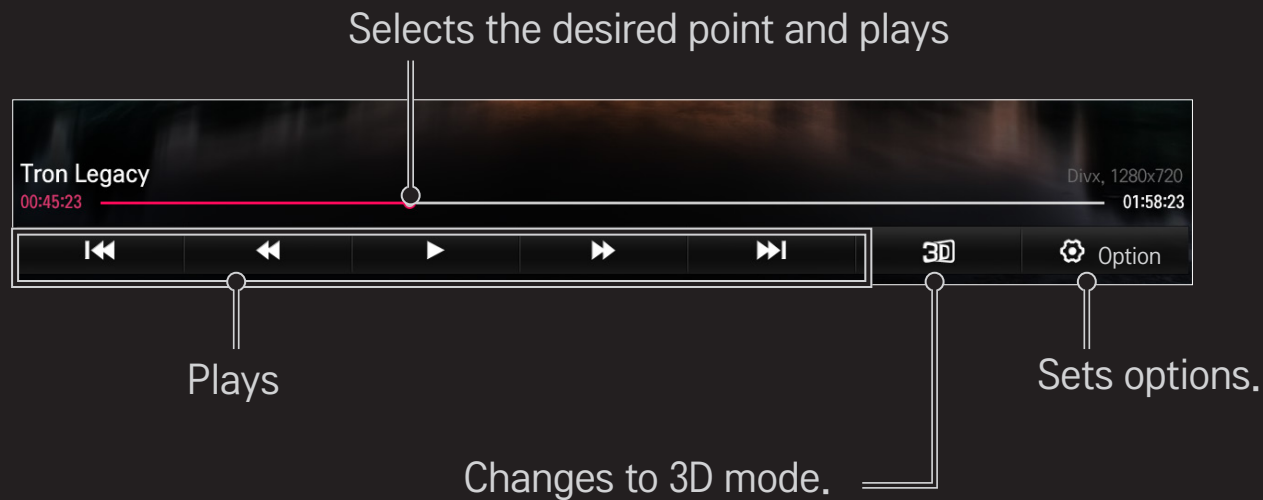 Selects the desired point and plays
Tron Legacy
Divx, 1280x720
00:45:23
01:58:23
3D
Option
Plays
Sets options.
Changes to 3D mode.